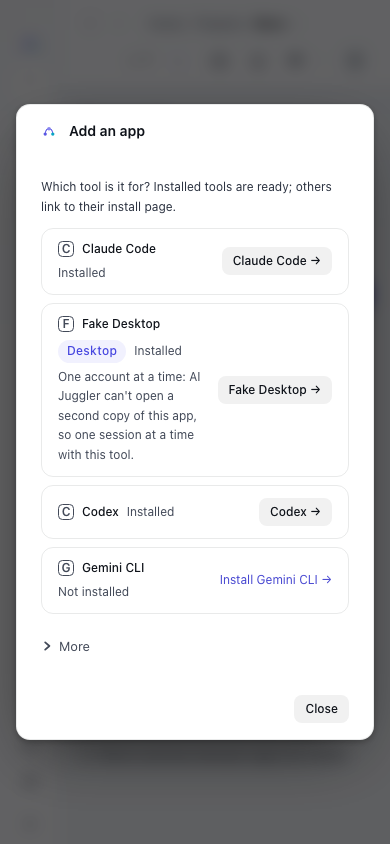 Add an app
Which tool is it for? Installed tools are ready; others
link to their install page.
C Claude Code
Installed
Claude Code →
F Fake Desktop
Desktop Installed
One account at a time: AI
Juggler can't open a
second copy of this app,
so one session at a time
with this tool.
Fake Desktop →
C Codex Installed
Codex →
G Gemini CLI
Not installed
Install Gemini CLI →
More
Close